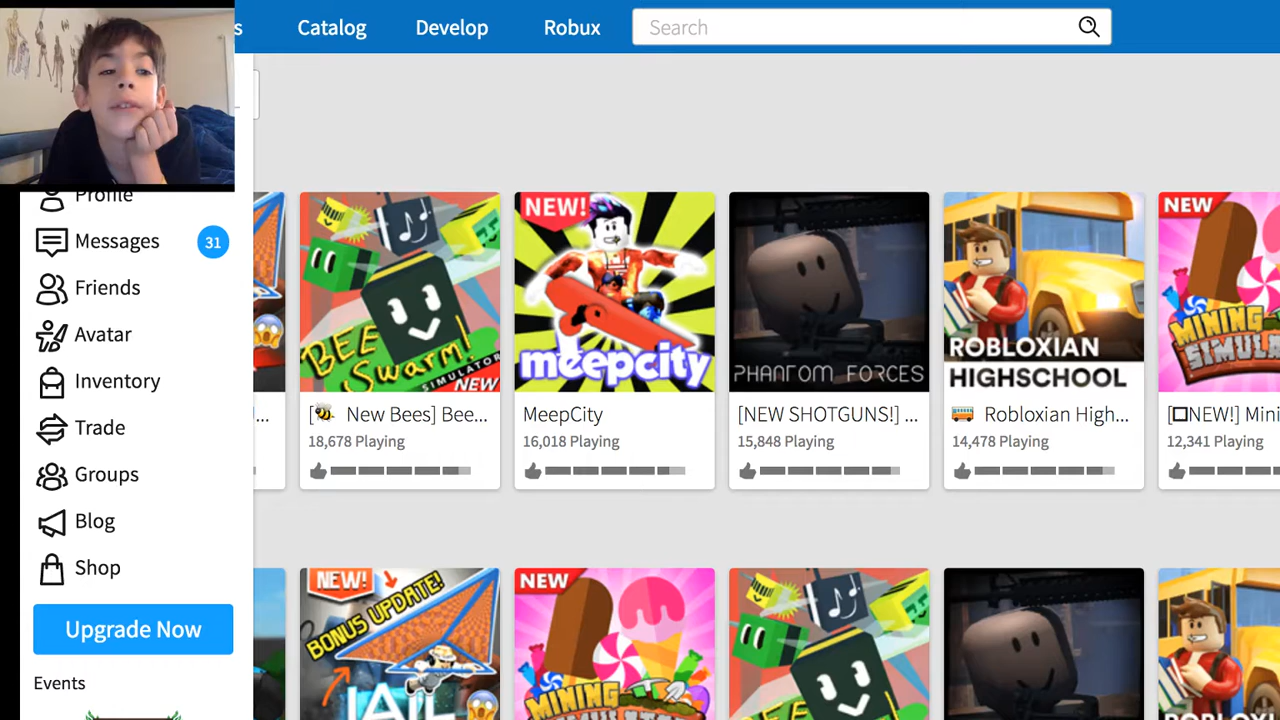 s Catalog Develop Robux Search
Profile
Messages 31
Friends
Avatar
Inventory
Trade
Groups
Blog
Shop
Upgrade Now
Events
...
BEE
Swarm!
SIMULATOR
NEW
[🐝 New Bees] Bee...
18,678 Playing
NEW!
meepcity
MeepCity
16,018 Playing
PHANTOM FORCES
[NEW SHOTGUNS!] ...
15,848 Playing
ROBLOXIAN
HIGHSCHOOL
🚌 Robloxian High...
14,478 Playing
NEW
MINING
[☐NEW!] Mini
12,341 Playing
NEW!
BONUS UPDATE!
JAIL
NEW
MINING
BEE